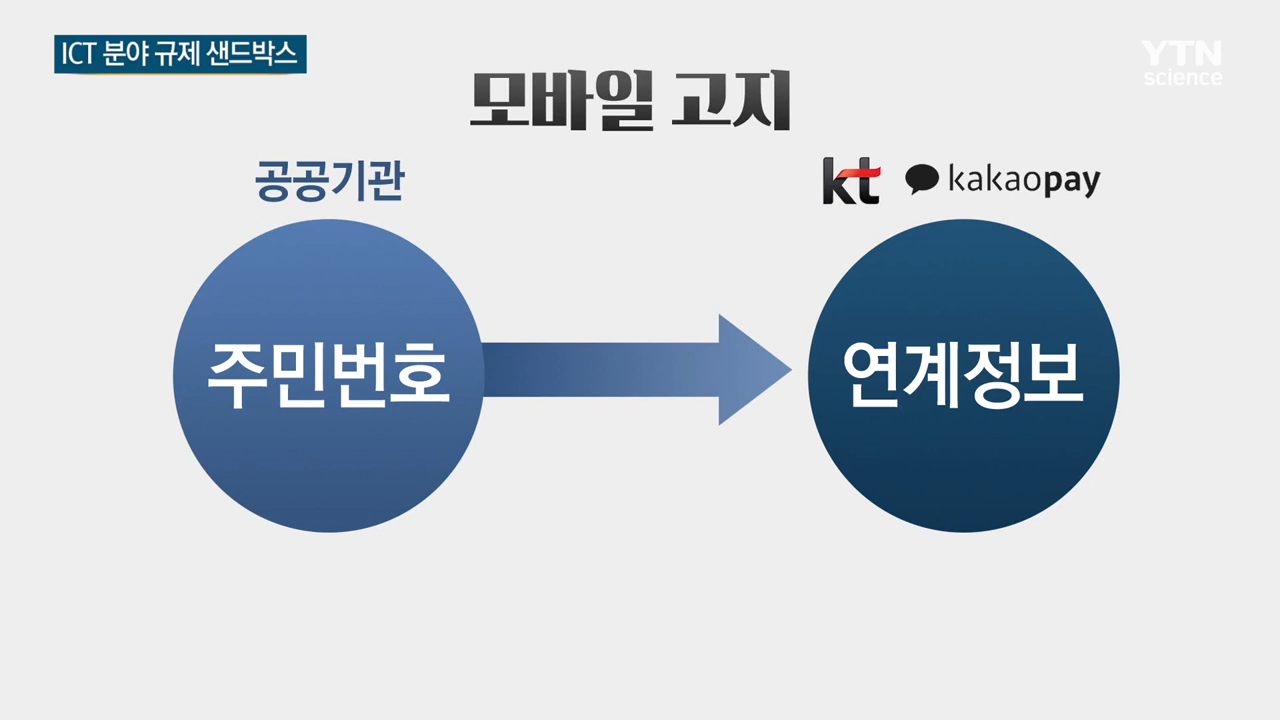 ICT 분야 규제 샌드박스
YTN
science
모바일 고지
공공기관
kt kakaopay
주민번호
연계정보